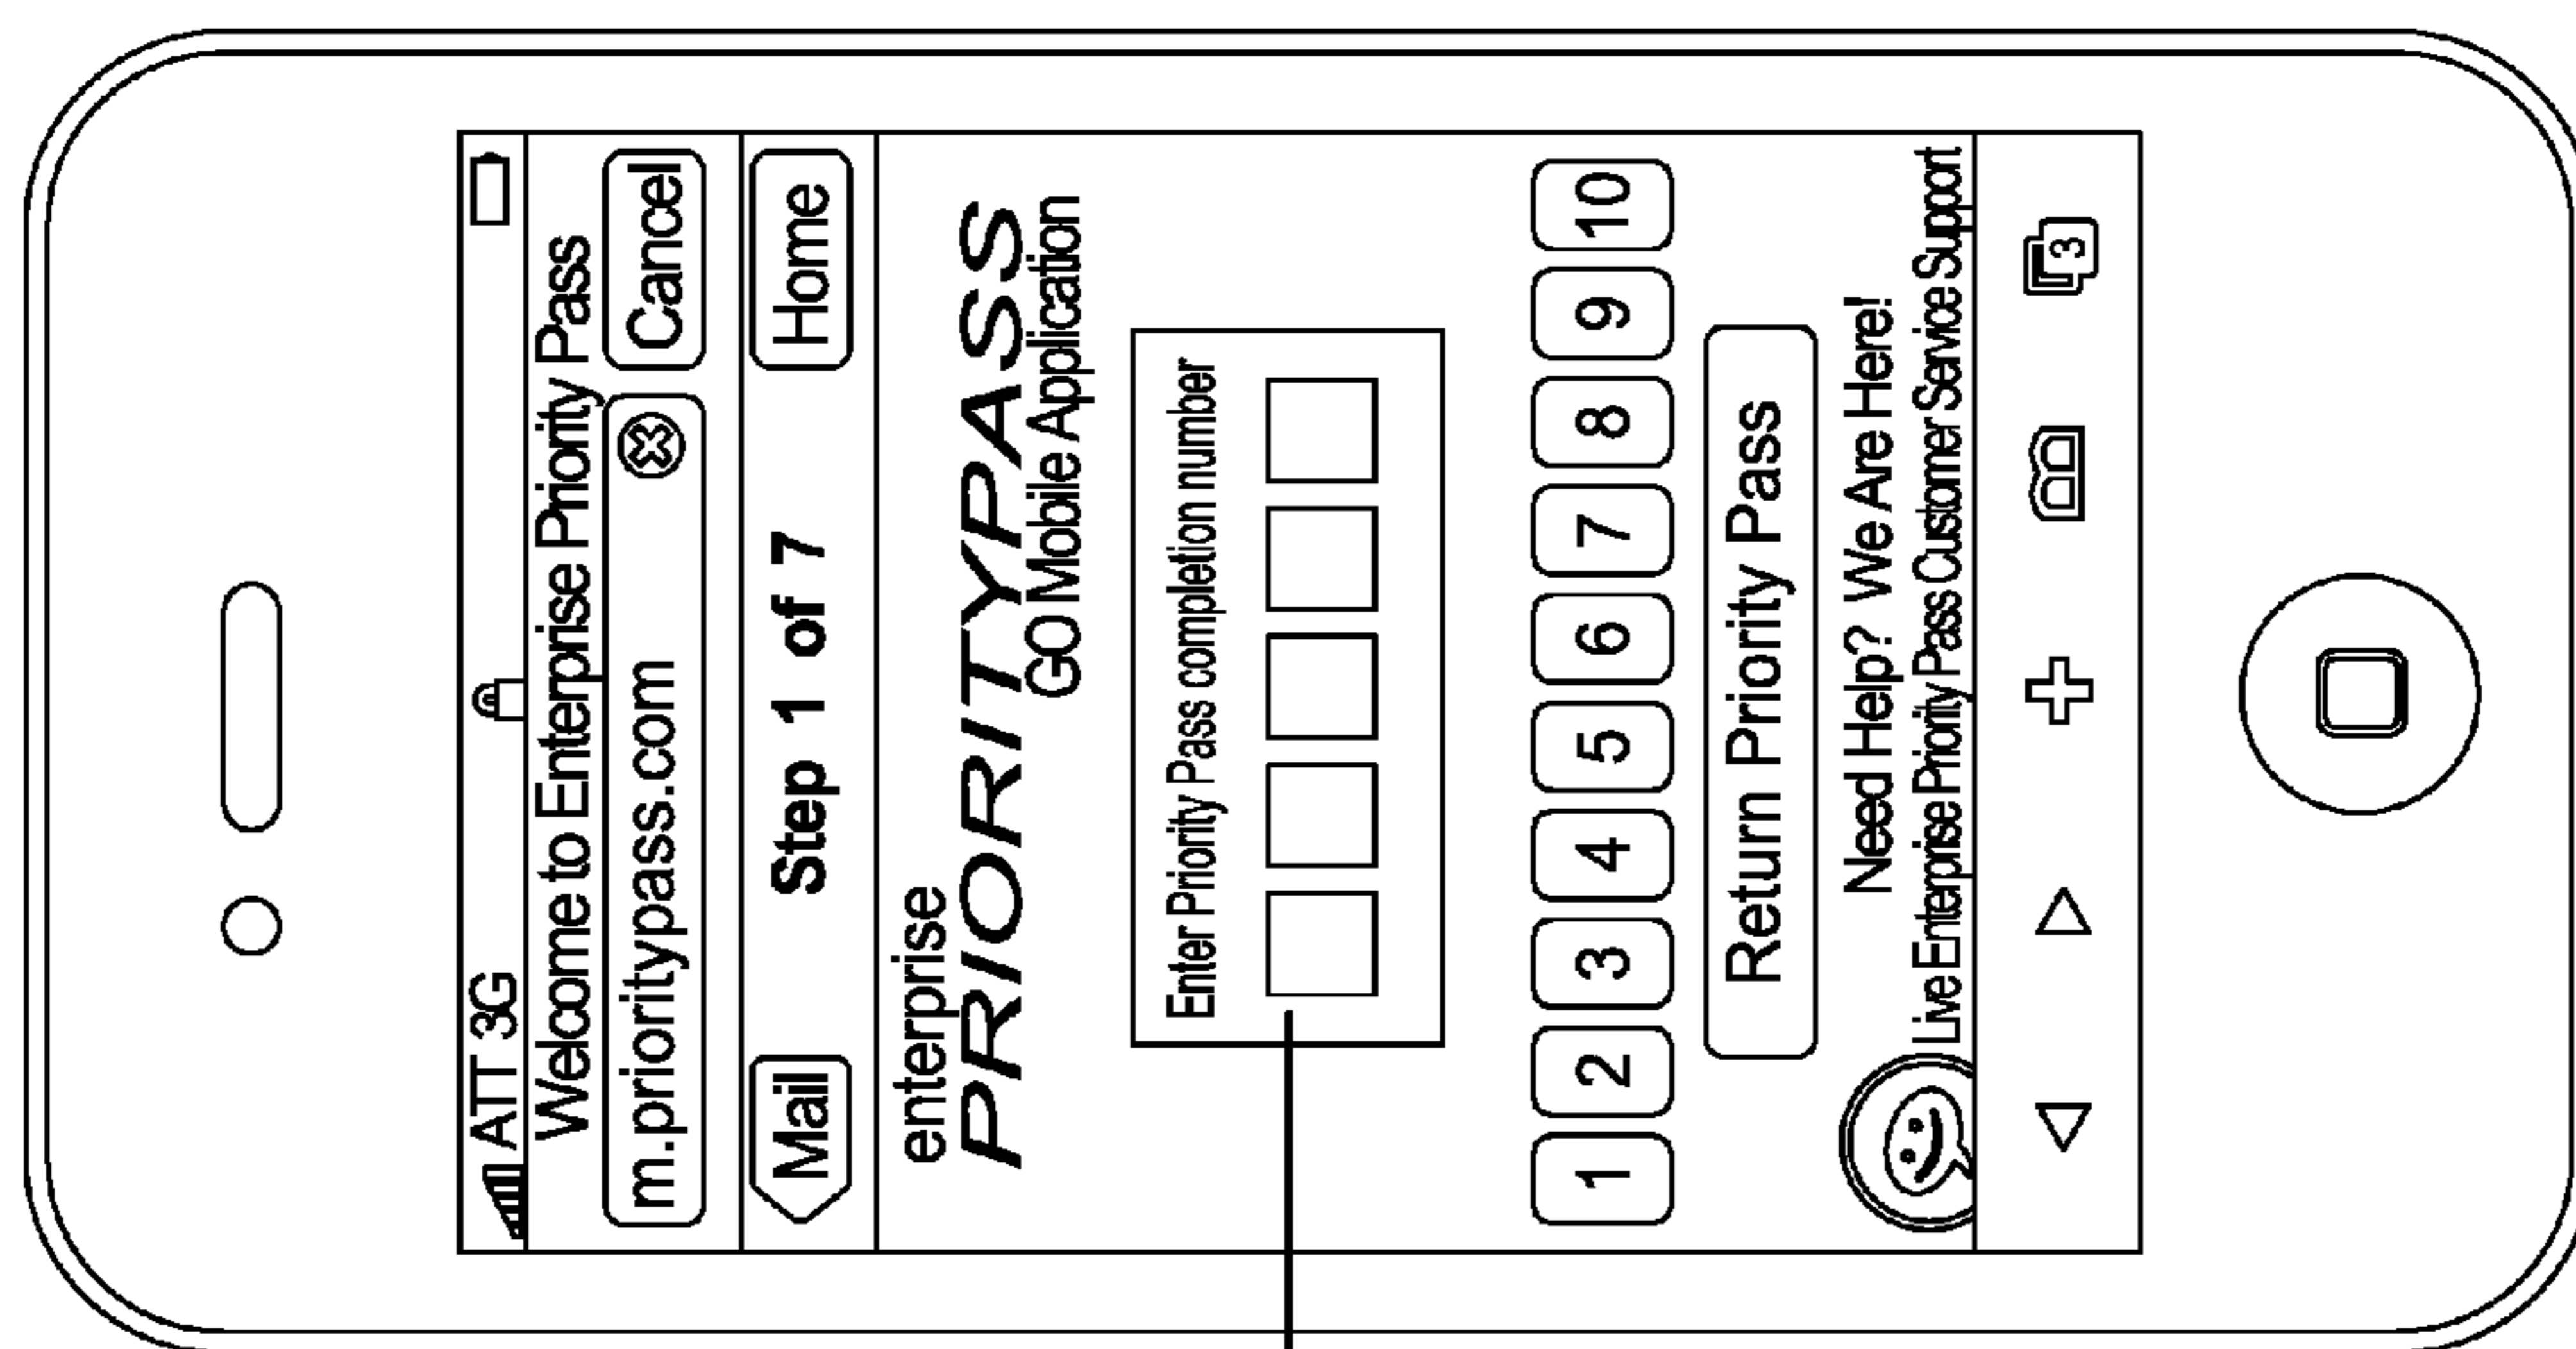 ATT 3G
Welcome to Enterprise Priority Pass
m.prioritypass.com Cancel
Mail Step 1 of 7 Home
enterprise
PRIORITYPASS
GO Mobile Application
Enter Priority Pass completion number
1 2 3 4 5 6 7 8 9 10
Return Priority Pass
Need Help? We Are Here!
Live Enterprise Priority Pass Customer Service Support
3